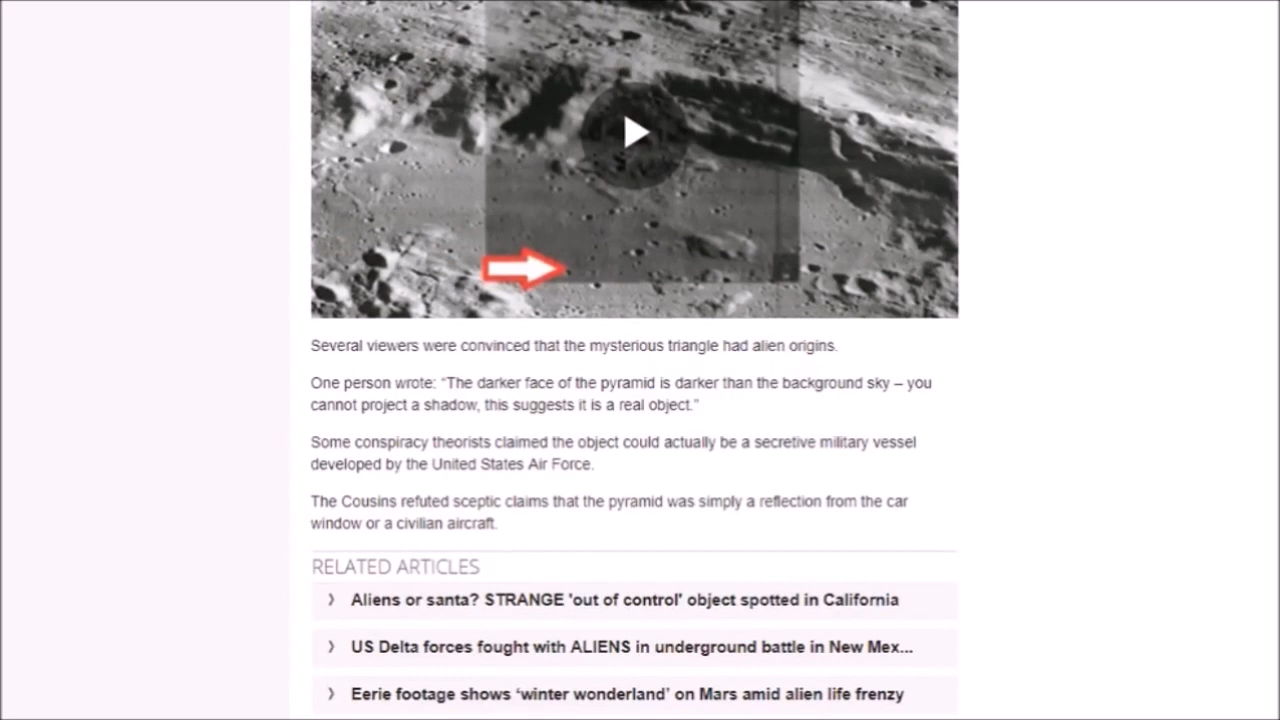 Several viewers were convinced that the mysterious triangle had alien origins.
One person wrote: “The darker face of the pyramid is darker than the background sky – you
cannot project a shadow, this suggests it is a real object.”
Some conspiracy theorists claimed the object could actually be a secretive military vessel
developed by the United States Air Force.
The Cousins refuted sceptic claims that the pyramid was simply a reflection from the car
window or a civilian aircraft.
RELATED ARTICLES
Aliens or santa? STRANGE 'out of control' object spotted in California
US Delta forces fought with ALIENS in underground battle in New Mex...
Eerie footage shows ‘winter wonderland’ on Mars amid alien life frenzy